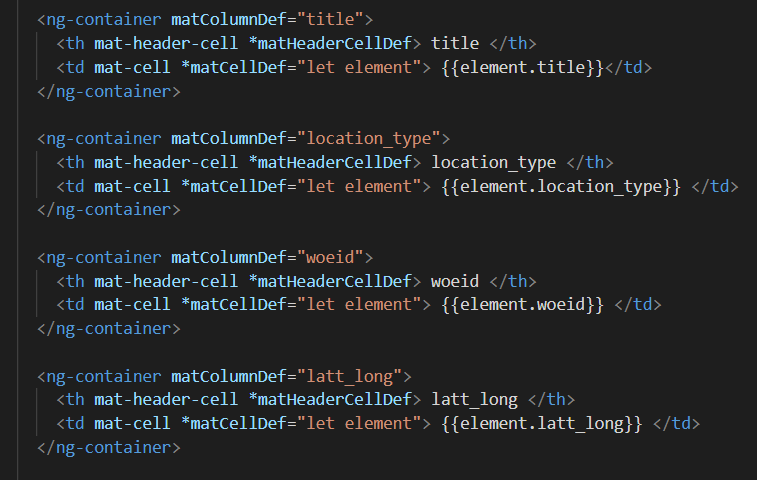 <ng-container matColumnDef="title">
<th mat-header-cell *matHeaderCellDef> title </th>
<td mat-cell *matCellDef="let element"> {{element.title}}</td>
</ng-container>
<ng-container matColumnDef="location_type">
<th mat-header-cell *matHeaderCellDef> location_type </th>
<td mat-cell *matCellDef="let element"> {{element.location_type}} </td>
</ng-container>
<ng-container matColumnDef="woeid">
<th mat-header-cell *matHeaderCellDef> woeid </th>
<td mat-cell *matCellDef="let element"> {{element.woeid}} </td>
</ng-container>
<ng-container matColumnDef="latt_long">
<th mat-header-cell *matHeaderCellDef> latt_long </th>
<td mat-cell *matCellDef="let element"> {{element.latt_long}} </td>
</ng-container>